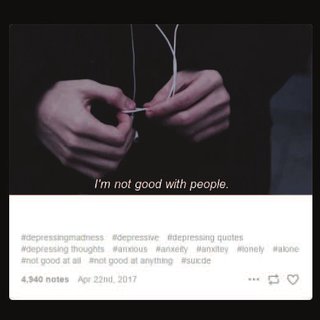 I'm not good with people.
#depressingmadness #depressive #depressing quotes
#depressing thoughts #anxious #anxeity #anxitey #lonely #alone
#not good at all #not good at anything #suicde
4,940 notes Apr 22nd, 2017